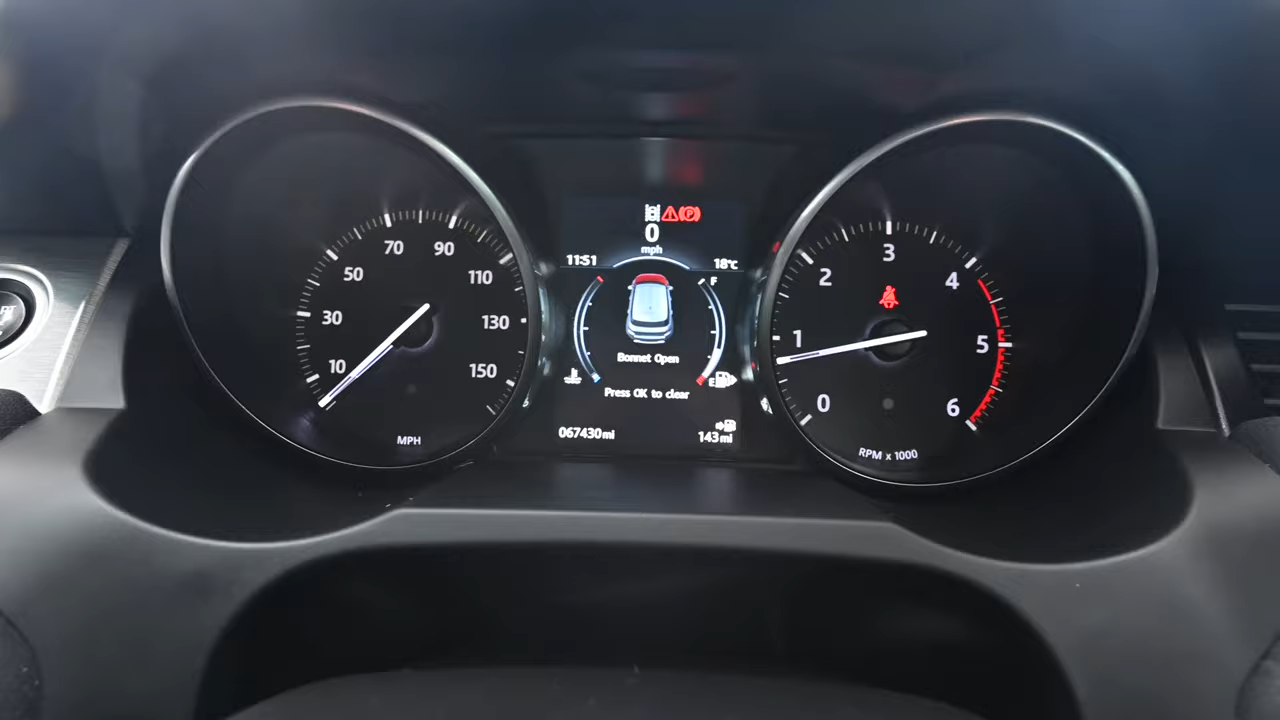 70 90
50 110
30 130
10 150
MPH
0
mph
11:51 18°C
F
Bonnet Open
E
Press OK to clear
067430mi 143mi
3
2 4
1 5
0 6
RPM x 1000
P